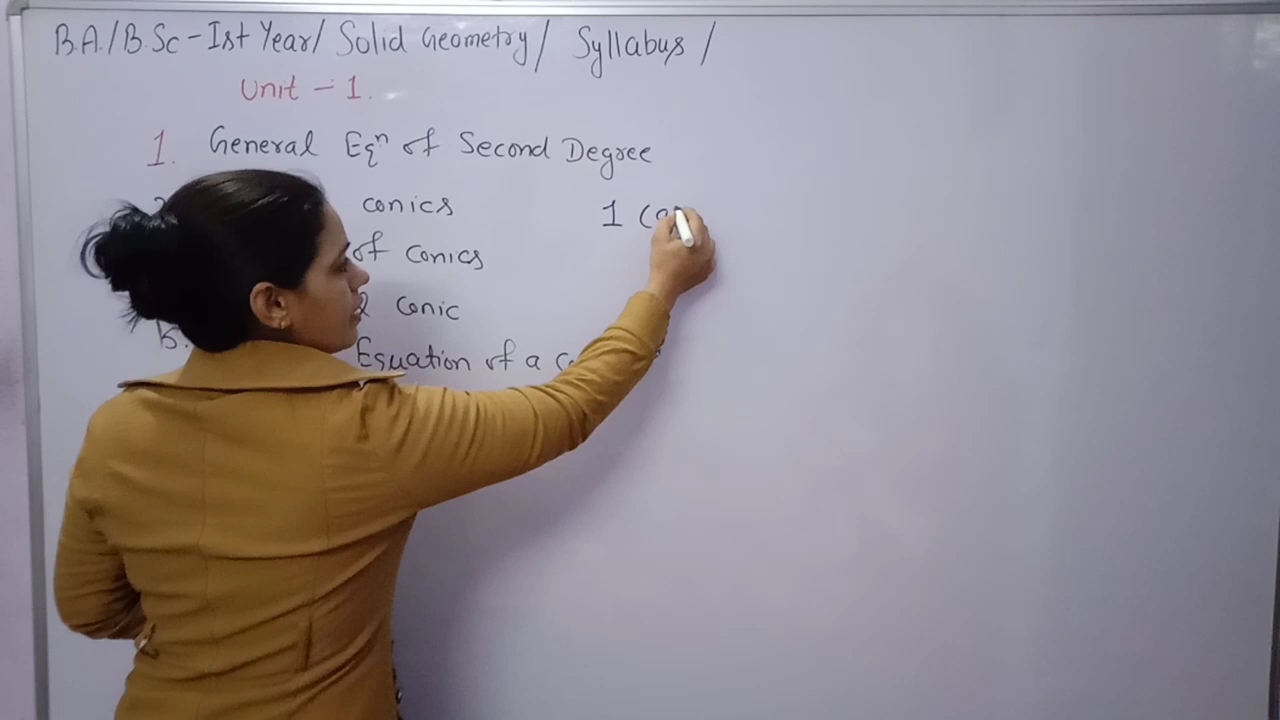 B.A./B.Sc - Ist Year/ Solid Geometry/ Syllabus /
Unit - 1.
1. General Eqⁿ of Second Degree
conics 1
of Conics
Conic
5.
Equation of a